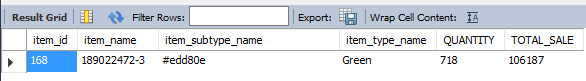 Result Grid Filter Rows: Export: Wrap Cell Content:
item_id item_name item_subtype_name item_type_name QUANTITY TOTAL_SALE
168 189022472-3 #edd80e Green 718 106187